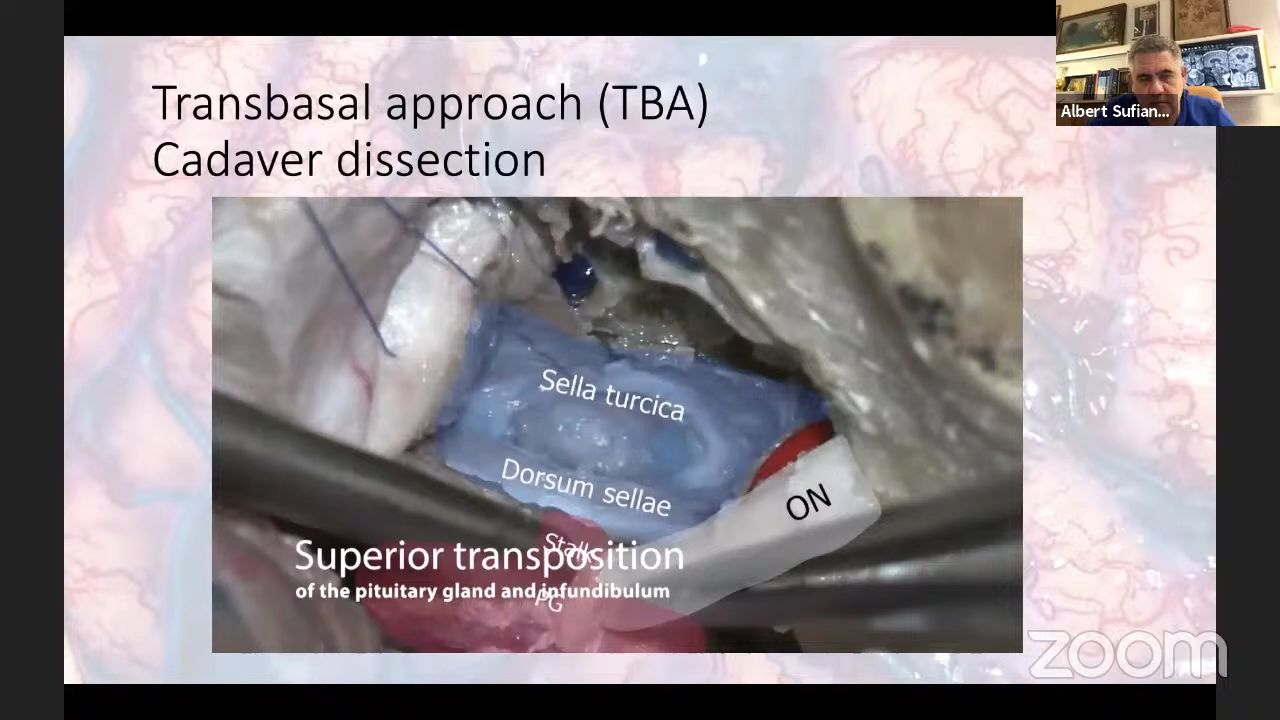 Transbasal approach (TBA)
Cadaver dissection
Albert Sufian...
Sella turcica
Dorsum sellae
ON
Stalk
Superior transposition
of the pituitary gland and infundibulum
PG
zoom